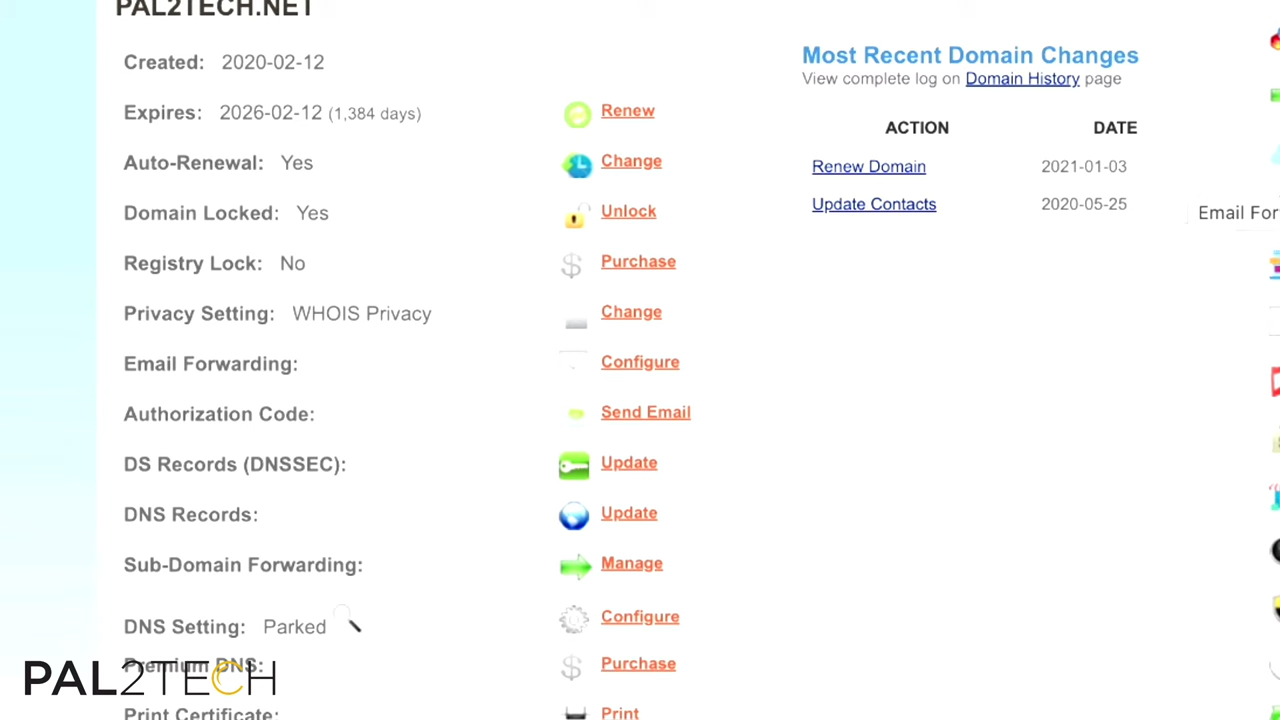 PAL2TECH.NET
Created: 2020-02-12
Expires: 2026-02-12 (1,384 days) Renew
Auto-Renewal: Yes Change
Domain Locked: Yes Unlock
Registry Lock: No Purchase
Privacy Setting: WHOIS Privacy Change
Email Forwarding: Configure
Authorization Code: Send Email
DS Records (DNSSEC): Update
DNS Records: Update
Sub-Domain Forwarding: Manage
DNS Setting: Parked Configure
Premium DNS: Purchase
Print Certificate: Print
Most Recent Domain Changes
View complete log on Domain History page
ACTION DATE
Renew Domain 2021-01-03
Update Contacts 2020-05-25
Email For
PAL2TECH